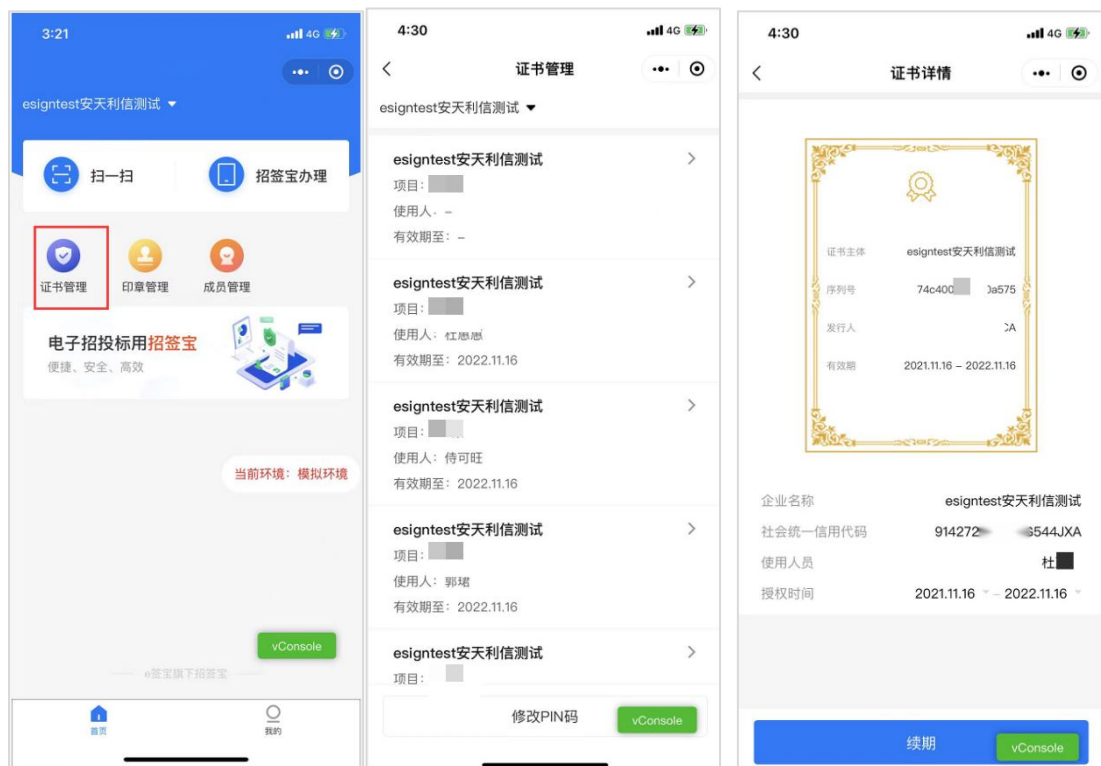 3:21
4G
esigntest安天利信测试
扫一扫
招签宝办理
证书管理
印章管理
成员管理
电子招投标用招签宝
便捷、安全、高效
当前环境：模拟环境
vConsole
e签宝旗下招签宝
首页
我的
4:30
4G
证书管理
esigntest安天利信测试
esigntest安天利信测试
项目：
使用人：–
有效期至：–
esigntest安天利信测试
项目：
使用人：
有效期至：2022.11.16
esigntest安天利信测试
项目：
使用人：侍可旺
有效期至：2022.11.16
esigntest安天利信测试
项目：
使用人：郭珺
有效期至：2022.11.16
esigntest安天利信测试
项目：
修改PIN码
vConsole
4:30
4G
证书详情
证书主体 esigntest安天利信测试
序列号 74c400 a575
发行人 CA
有效期 2021.11.16 – 2022.11.16
企业名称 esigntest安天利信测试
社会统一信用代码 914272 544JXA
使用人员 杜
授权时间 2021.11.16 – 2022.11.16
续期
vConsole